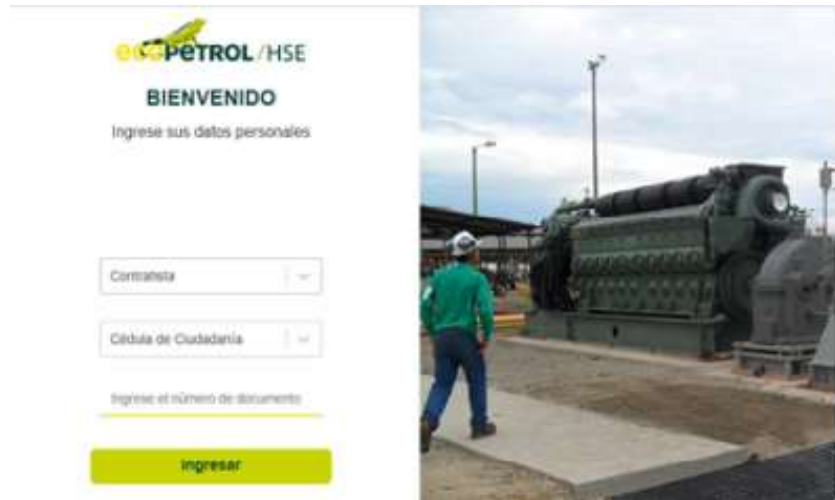 ecoPETROL /HSE
BIENVENIDO
Ingrese sus datos personales
Contratista
Cédula de Ciudadanía
Ingrese el número de documento
Ingresar